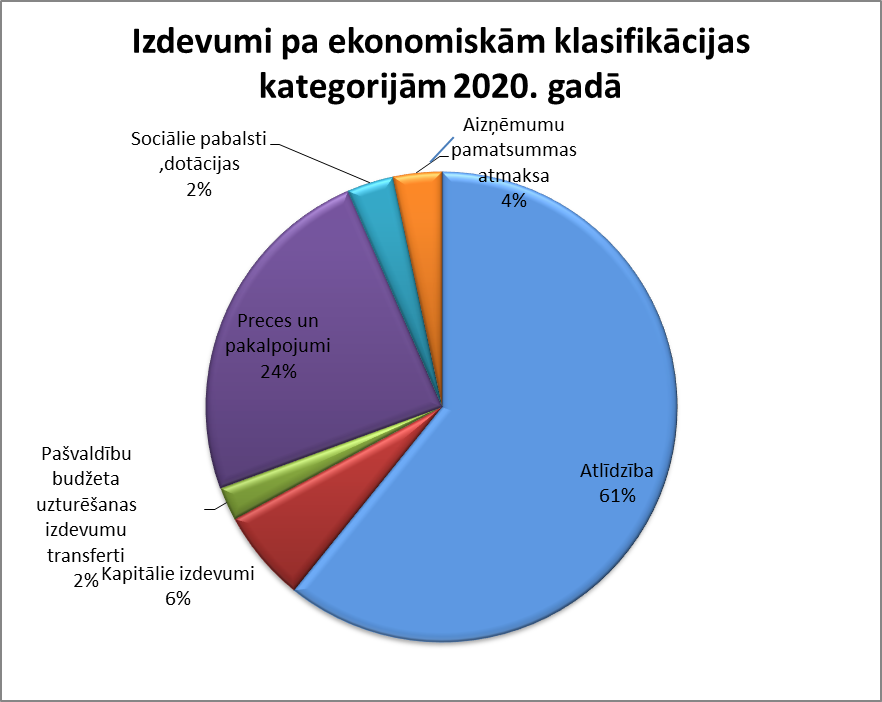 Izdevumi pa ekonomiskām klasifikācijas
kategorijām 2020. gadā
Sociālie pabalsti
,dotācijas
2%
Aizņēmumu
pamatsummas
atmaksa
4%
Preces un
pakalpojumi
24%
Atlīdzība
61%
Pašvaldību
budžeta
uzturēšanas
izdevumu
transferti
2%
Kapitālie izdevumi
6%